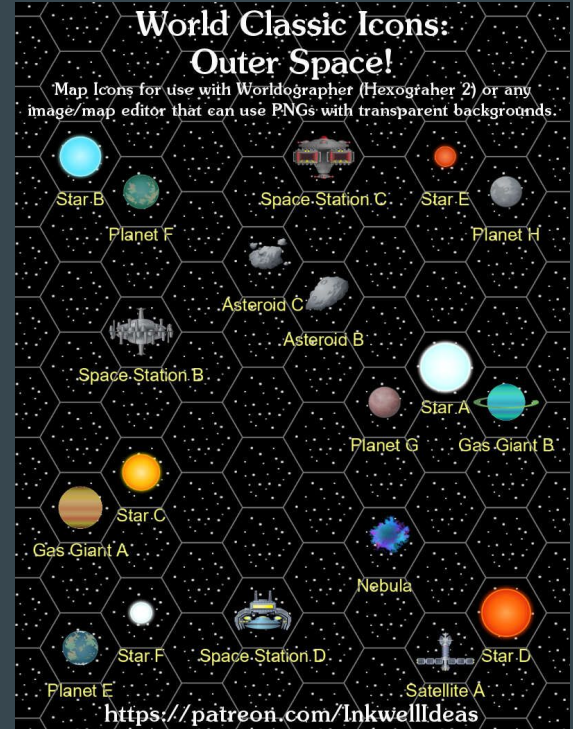 World Classic Icons:
Outer Space!
Map Icons for use with Worldographer (Hexograher 2) or any
image/map editor that can use PNGs with transparent backgrounds.
Star B
Space Station C
Star E
Planet F
Planet H
Asteroid C
Asteroid B
Space Station B
Star A
Planet G
Gas Giant B
Star C
Gas Giant A
Nebula
Star F
Space Station D
Star D
Planet E
Satellite A
https://patreon.com/InkwellIdeas